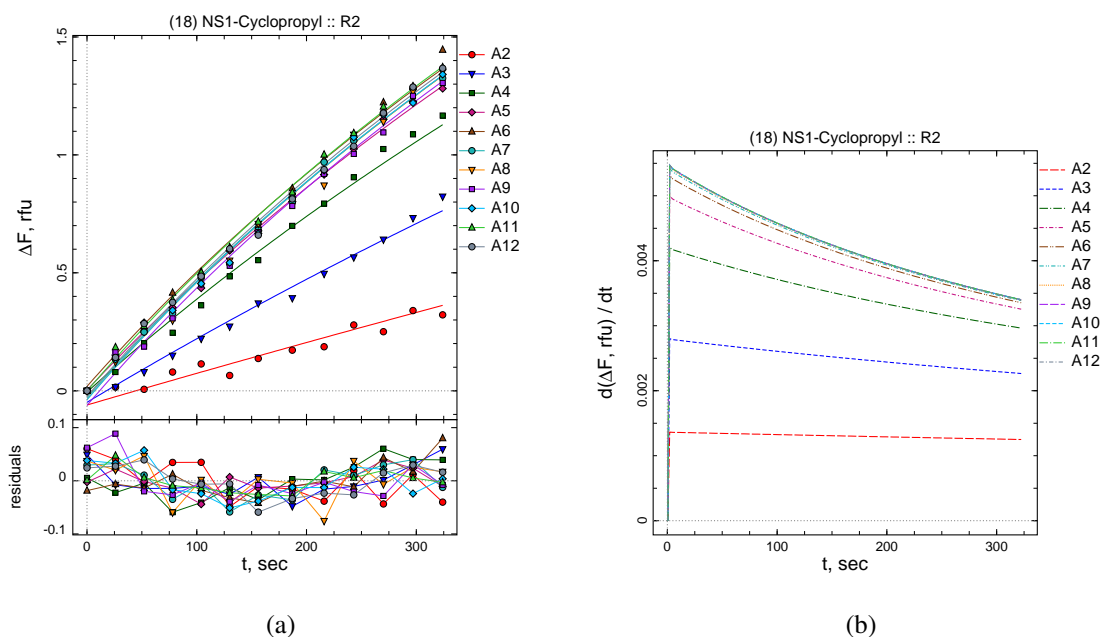 (18) NS1-Cyclopropyl :: R2
ΔF, rfu
1.5
1
0.5
0
A2
A3
A4
A5
A6
A7
A8
A9
A10
A11
A12
residuals
0.1
0
-0.1
0
100
200
300
t, sec
(a)
(18) NS1-Cyclopropyl :: R2
d(ΔF, rfu) / dt
0.004
0.002
0
A2
A3
A4
A5
A6
A7
A8
A9
A10
A11
A12
0
100
200
300
t, sec
(b)